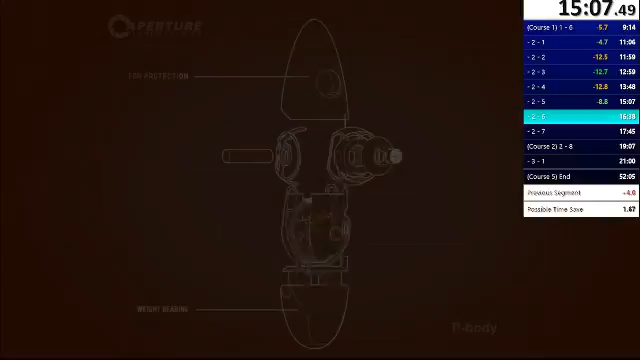 15:07.49
APERTURE
(Course 1) 1 - 6 -5.7 9:14
- 2 - 1 -4.7 11:06
- 2 - 2 -12.5 11:59
- 2 - 3 -12.7 12:59
- 2 - 4 -12.8 13:48
- 2 - 5 -8.8 15:07
- 2 - 6 16:38
- 2 - 7 17:45
(Course 2) 2 - 8 19:07
- 3 - 1 21:00
(Course 5) End 52:05
Previous Segment +4.0
Possible Time Save 1.67
FOR PROTECTION
WEIGHT BEARING
P-body